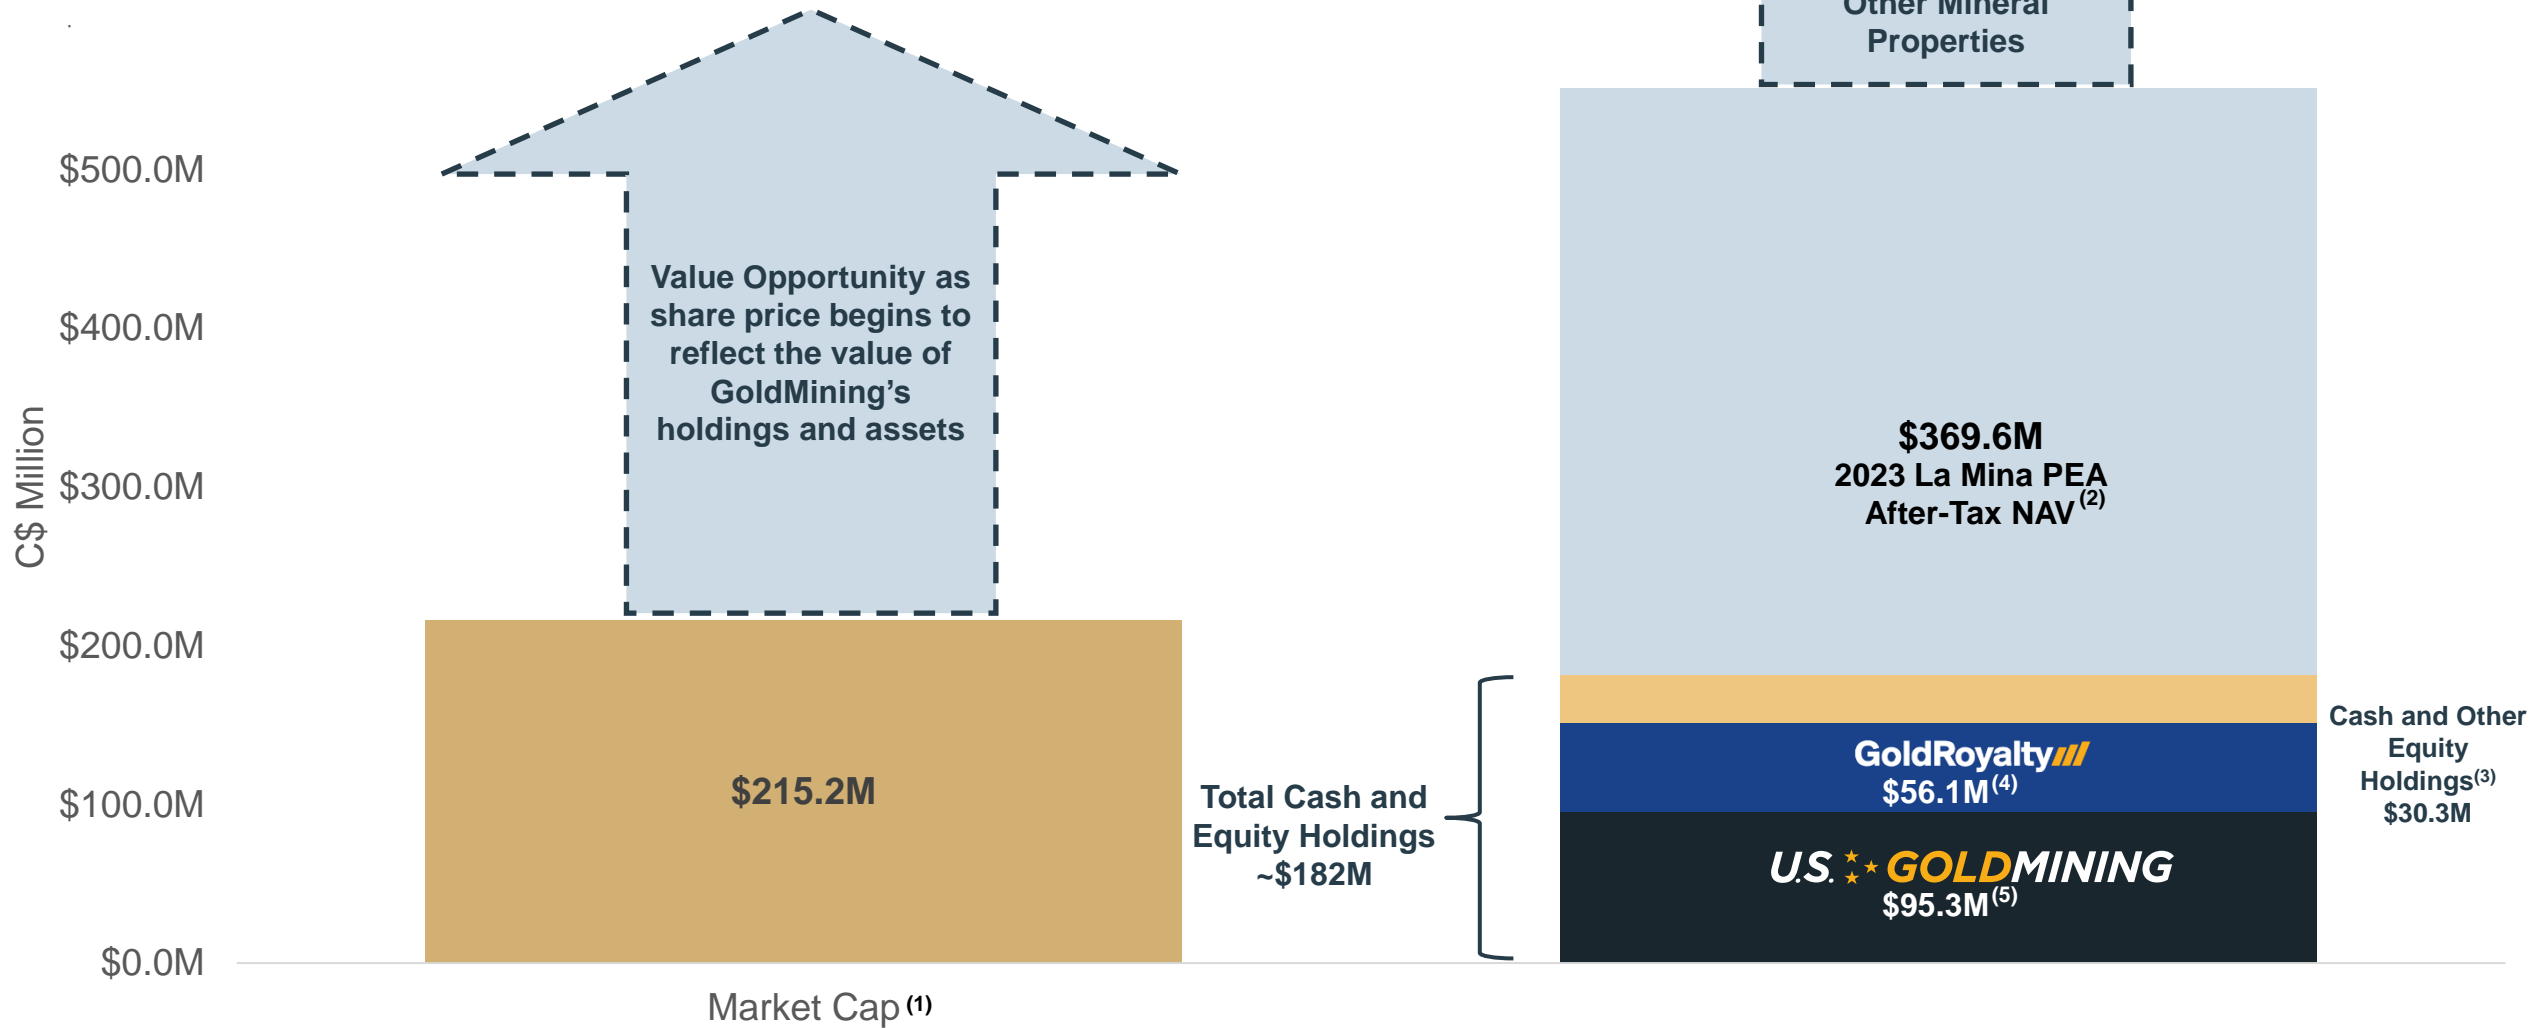 Other Mineral
Properties
$500.0M
$400.0M
$300.0M
$200.0M
$100.0M
$0.0M
C$ Million
Value Opportunity as
share price begins to
reflect the value of
GoldMining’s
holdings and assets
$215.2M
Market Cap (1)
Total Cash and
Equity Holdings
~$182M
$369.6M
2023 La Mina PEA
After-Tax NAV (2)
GoldRoyalty
$56.1M (4)
U.S. GOLDMINING
$95.3M (5)
Cash and Other
Equity
Holdings(3)
$30.3M